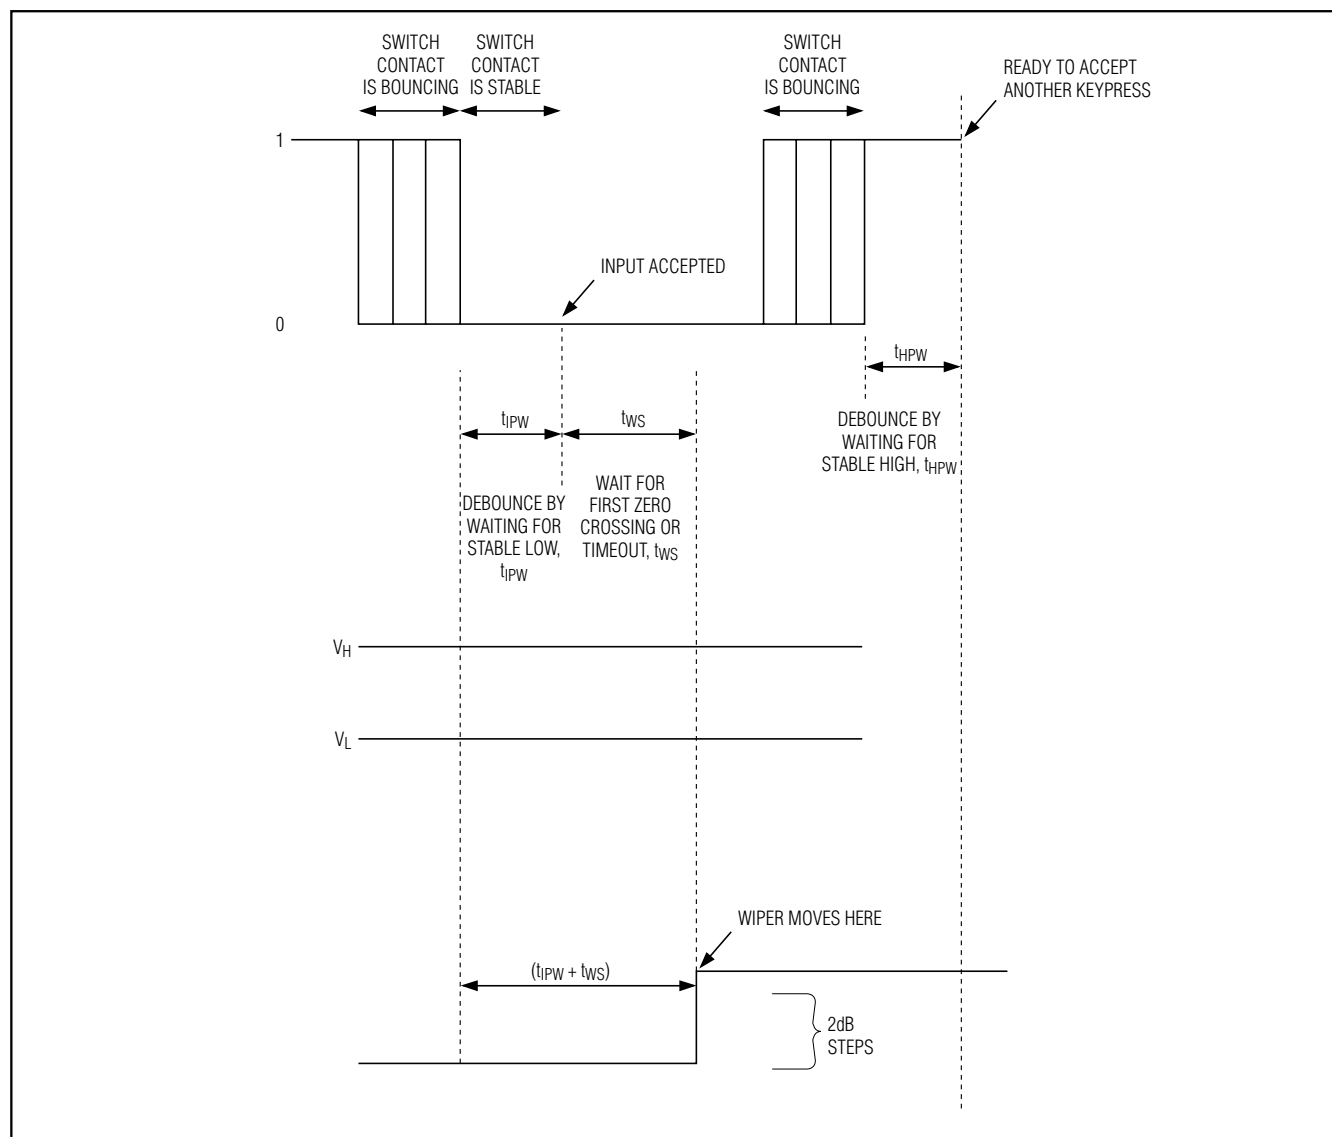 SWITCH
CONTACT
IS BOUNCING
SWITCH
CONTACT
IS STABLE
SWITCH
CONTACT
IS BOUNCING
READY TO ACCEPT
ANOTHER KEYPRESS
1
INPUT ACCEPTED
0
tHPW
tIPW
tWS
DEBOUNCE BY
WAITING FOR
STABLE HIGH, tHPW
WAIT FOR
FIRST ZERO
CROSSING OR
TIMEOUT, tWS
DEBOUNCE BY
WAITING FOR
STABLE LOW,
tIPW
VH
VL
WIPER MOVES HERE
(tIPW + tWS)
2dB
STEPS